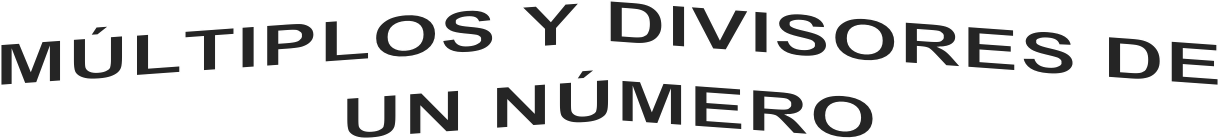 MÚLTIPLOS Y DIVISORES DE
UN NÚMERO